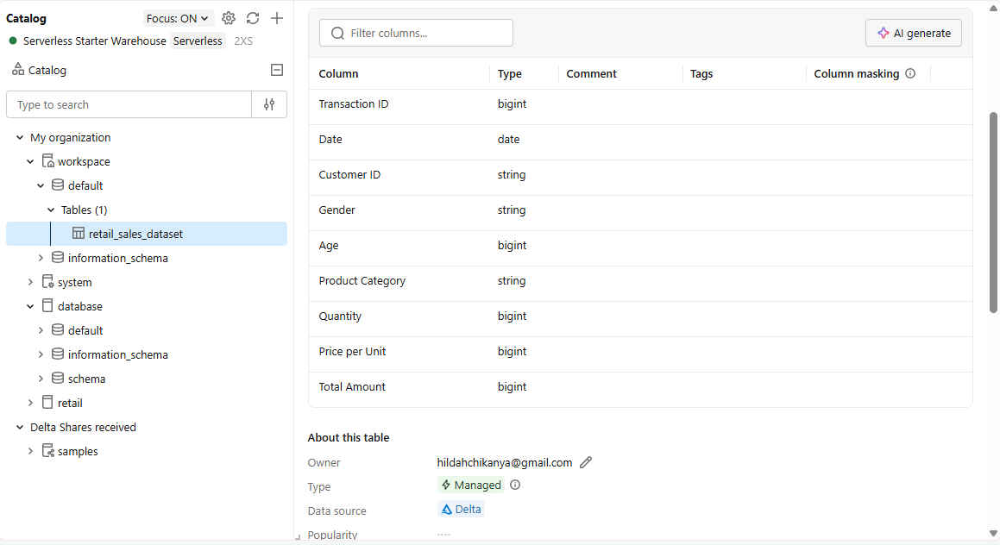 Catalog
Focus: ON
Serverless Starter Warehouse Serverless 2XS
Catalog
Type to search
My organization
workspace
default
Tables (1)
retail_sales_dataset
information_schema
system
database
default
information_schema
schema
retail
Delta Shares received
samples
Filter columns...
AI generate
Column Type Comment Tags Column masking
Transaction ID bigint
Date date
Customer ID string
Gender string
Age bigint
Product Category string
Quantity bigint
Price per Unit bigint
Total Amount bigint
About this table
Owner hildahchikanya@gmail.com
Type Managed
Data source Delta
Popularity ----